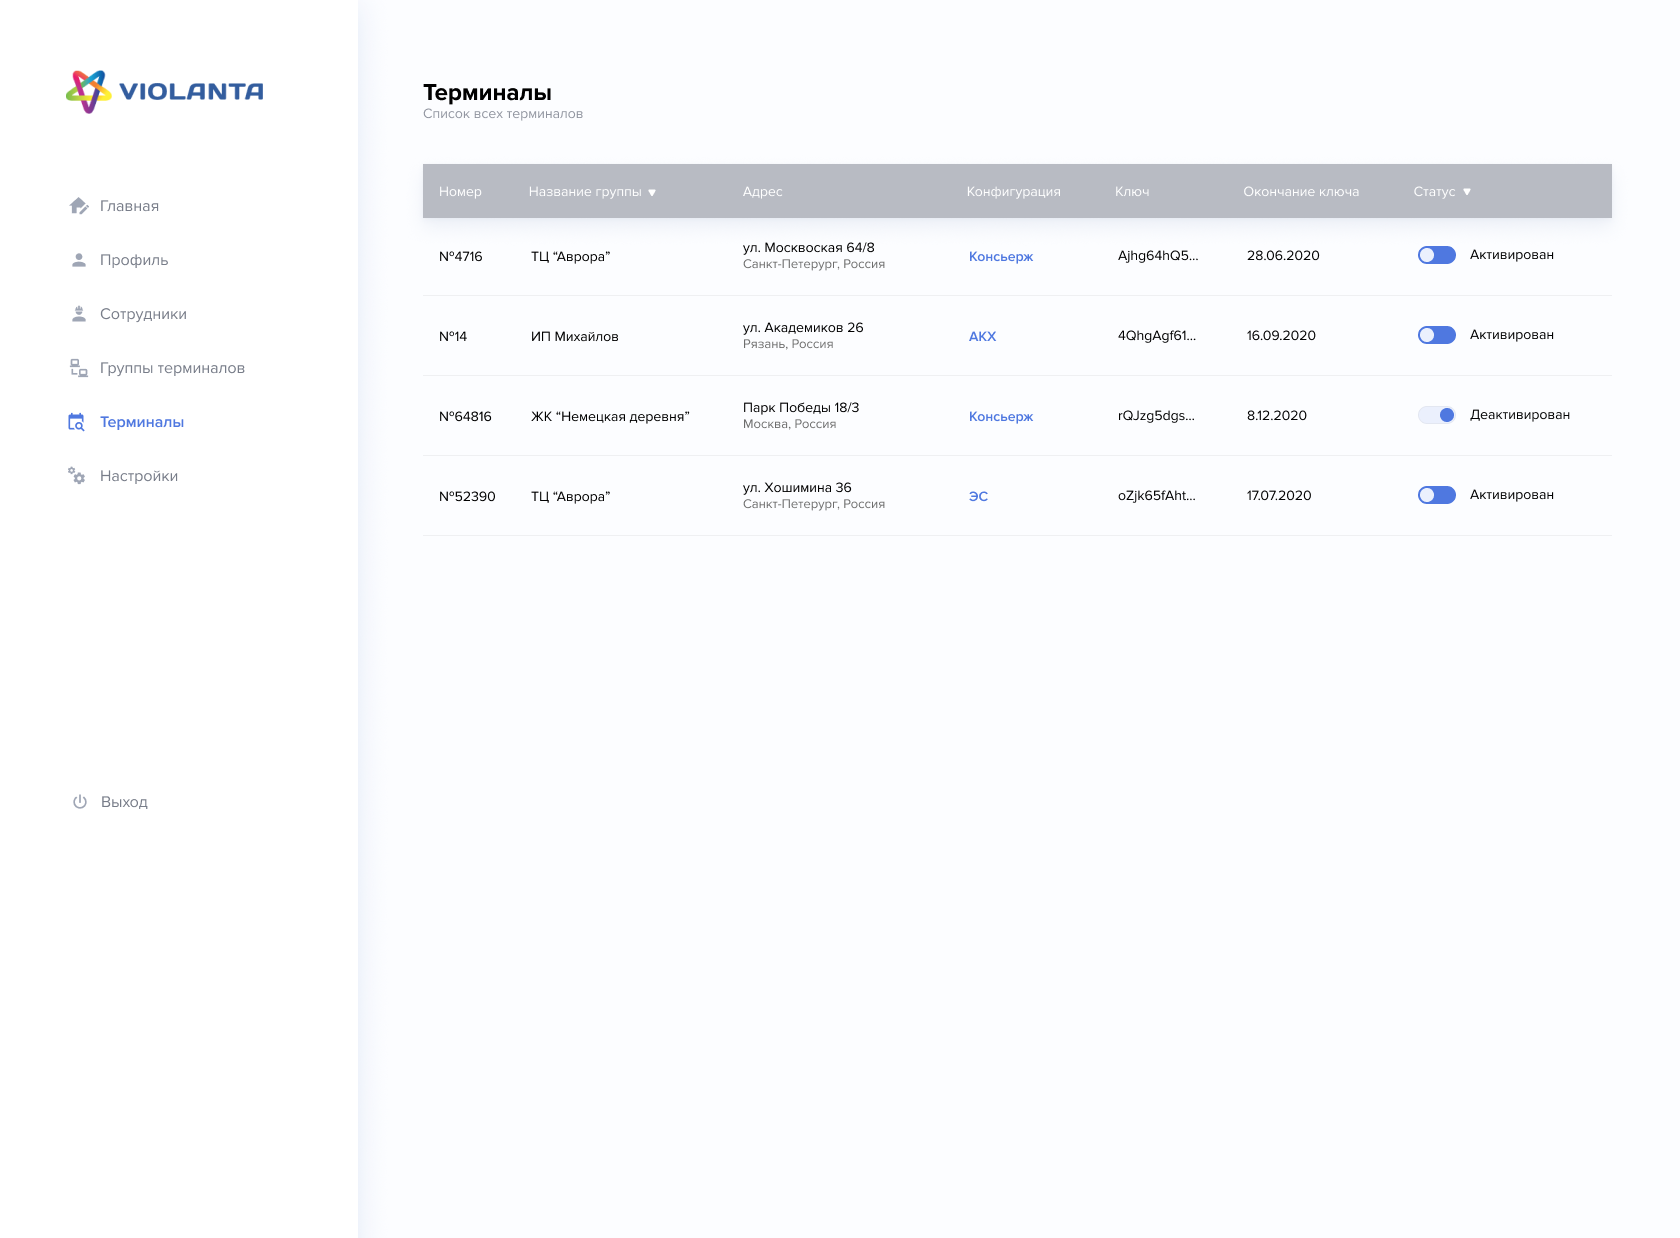 VIOLANTA
Главная
Профиль
Сотрудники
Группы терминалов
Терминалы
Настройки
Выход
Терминалы
Список всех терминалов
Номер Название группы ▼ Адрес Конфигурация Ключ Окончание ключа Статус ▼
№4716 ТЦ “Аврора” ул. Москвоская 64/8 Консьерж Ajhg64hQ5... 28.06.2020 Активирован
Санкт-Петерург, Россия
№14 ИП Михайлов ул. Академиков 26 АКХ 4QhgAgf61... 16.09.2020 Активирован
Рязань, Россия
№64816 ЖК “Немецкая деревня” Парк Победы 18/3 Консьерж rQJzg5dgs... 8.12.2020 Деактивирован
Москва, Россия
№52390 ТЦ “Аврора” ул. Хошимина 36 ЭС oZjk65fAht... 17.07.2020 Активирован
Санкт-Петерург, Россия